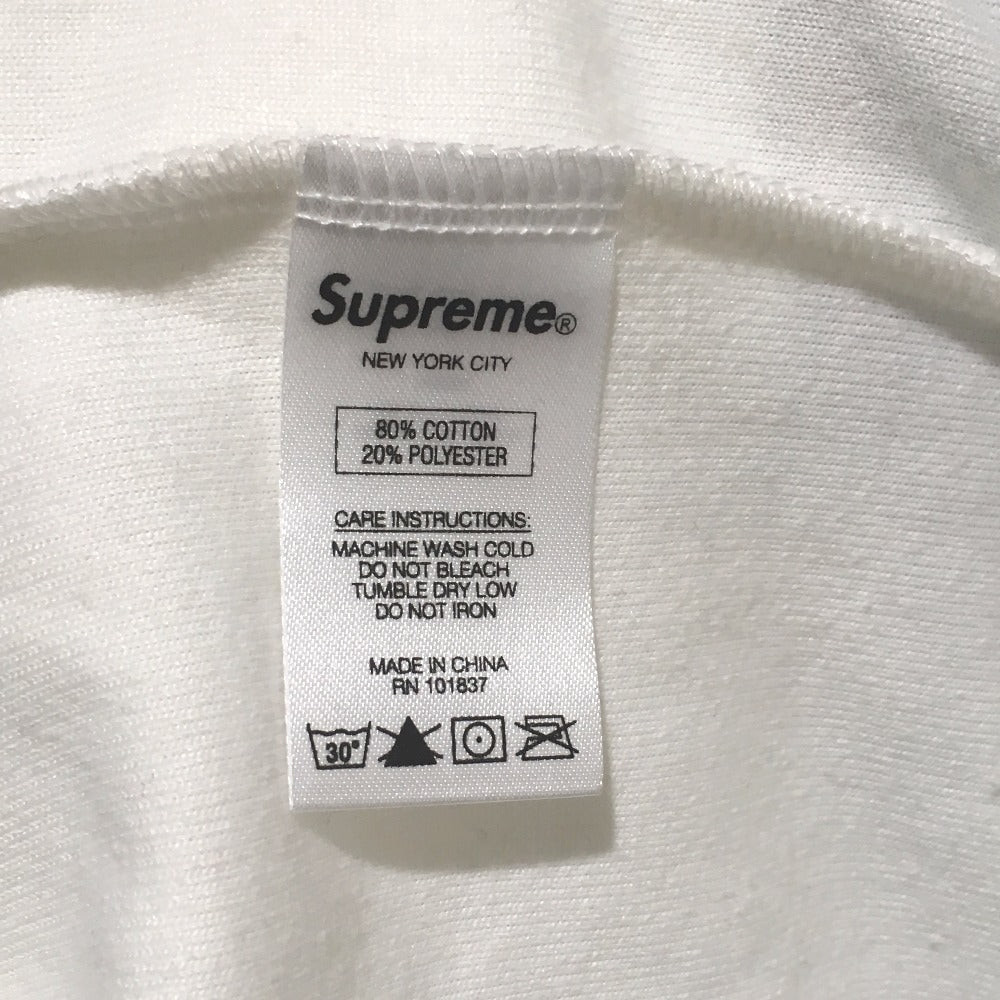 Supreme®
NEW YORK CITY
80% COTTON
20% POLYESTER
CARE INSTRUCTIONS:
MACHINE WASH COLD
DO NOT BLEACH
TUMBLE DRY LOW
DO NOT IRON
MADE IN CHINA
RN 101837
30°